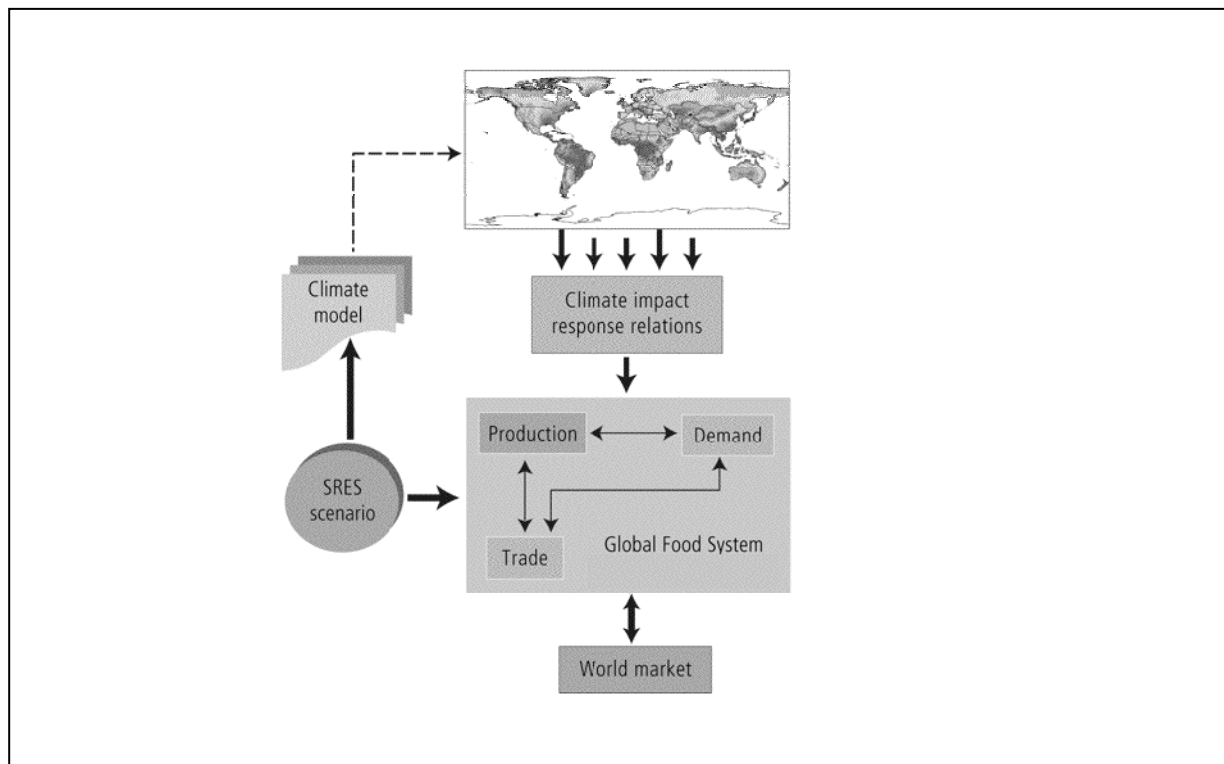 Climate
model
Climate impact
response relations
Production
Demand
SRES
scenario
Trade
Global Food System
World market